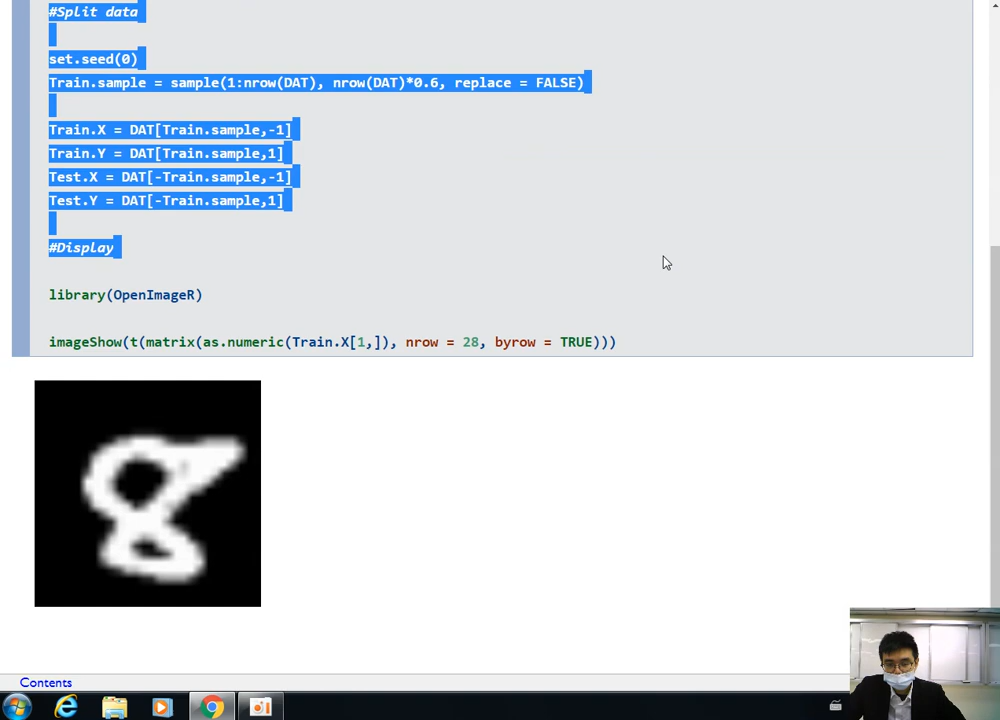 #Split data
set.seed(0)
Train.sample = sample(1:nrow(DAT), nrow(DAT)*0.6, replace = FALSE)
Train.X = DAT[Train.sample,-1]
Train.Y = DAT[Train.sample,1]
Test.X = DAT[-Train.sample,-1]
Test.Y = DAT[-Train.sample,1]
#Display
library(OpenImageR)
imageShow(t(matrix(as.numeric(Train.X[1,]), nrow = 28, byrow = TRUE)))
8
Contents